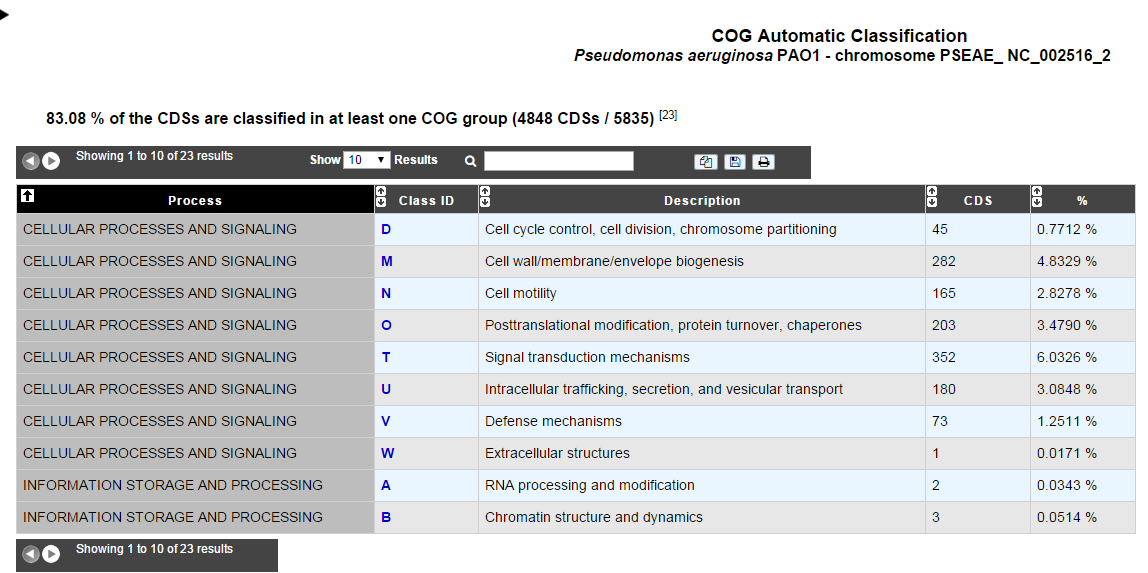 COG Automatic Classification
Pseudomonas aeruginosa PAO1 - chromosome PSEAE_ NC_002516_2
83.08 % of the CDSs are classified in at least one COG group (4848 CDSs / 5835) [23]
Showing 1 to 10 of 23 results Show 10 Results
Process Class ID Description CDS %
CELLULAR PROCESSES AND SIGNALING D Cell cycle control, cell division, chromosome partitioning 45 0.7712 %
CELLULAR PROCESSES AND SIGNALING M Cell wall/membrane/envelope biogenesis 282 4.8329 %
CELLULAR PROCESSES AND SIGNALING N Cell motility 165 2.8278 %
CELLULAR PROCESSES AND SIGNALING O Posttranslational modification, protein turnover, chaperones 203 3.4790 %
CELLULAR PROCESSES AND SIGNALING T Signal transduction mechanisms 352 6.0326 %
CELLULAR PROCESSES AND SIGNALING U Intracellular trafficking, secretion, and vesicular transport 180 3.0848 %
CELLULAR PROCESSES AND SIGNALING V Defense mechanisms 73 1.2511 %
CELLULAR PROCESSES AND SIGNALING W Extracellular structures 1 0.0171 %
INFORMATION STORAGE AND PROCESSING A RNA processing and modification 2 0.0343 %
INFORMATION STORAGE AND PROCESSING B Chromatin structure and dynamics 3 0.0514 %
Showing 1 to 10 of 23 results